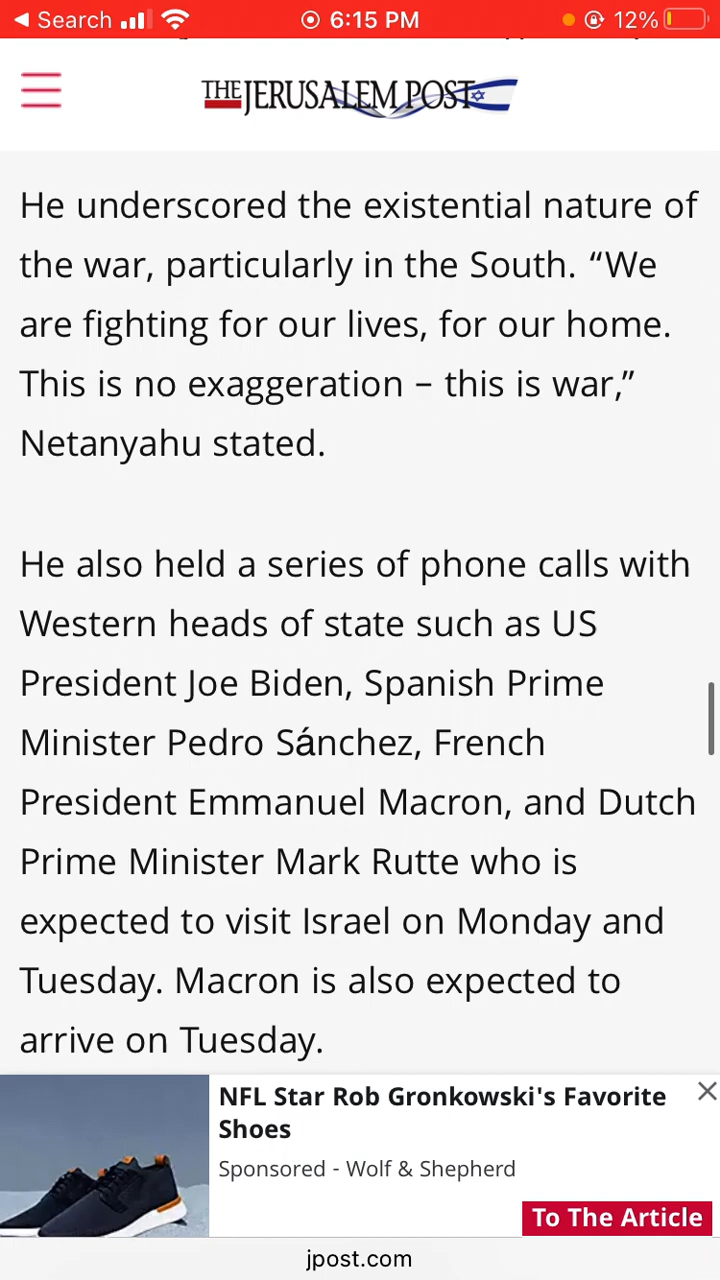 Search
6:15 PM
12%
THE JERUSALEM POST
He underscored the existential nature of
the war, particularly in the South. “We
are fighting for our lives, for our home.
This is no exaggeration – this is war,”
Netanyahu stated.
He also held a series of phone calls with
Western heads of state such as US
President Joe Biden, Spanish Prime
Minister Pedro Sánchez, French
President Emmanuel Macron, and Dutch
Prime Minister Mark Rutte who is
expected to visit Israel on Monday and
Tuesday. Macron is also expected to
arrive on Tuesday.
NFL Star Rob Gronkowski's Favorite
Shoes
Sponsored - Wolf & Shepherd
To The Article
jpost.com